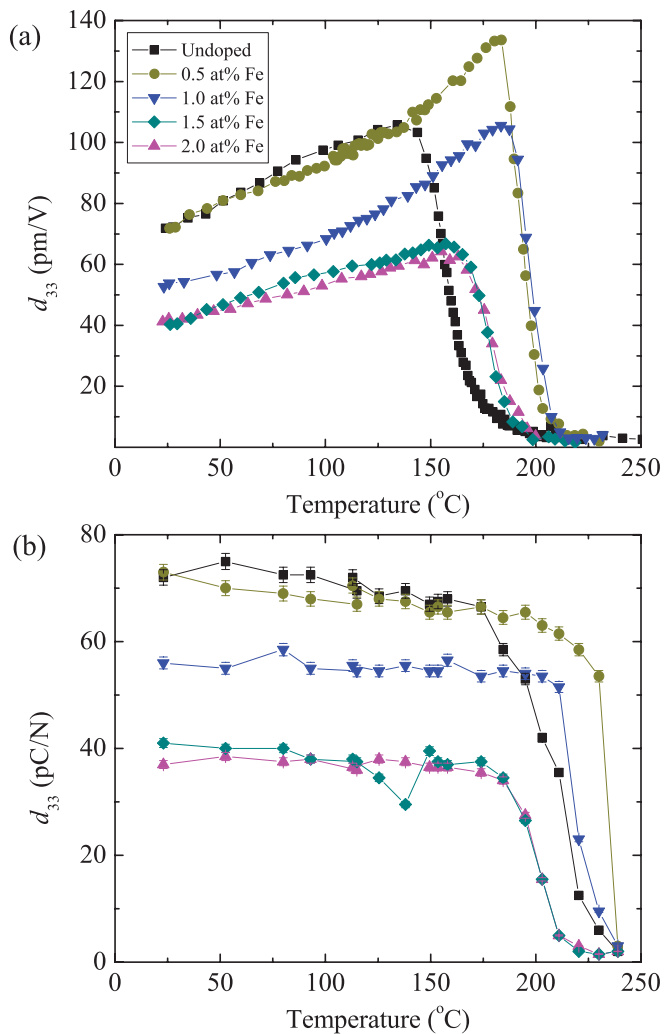 (a)
140
120
100
80
60
40
20
d33 (pm/V)
Undoped
0.5 at% Fe
1.0 at% Fe
1.5 at% Fe
2.0 at% Fe
0 50 100 150 200 250
Temperature (°C)
(b)
80
60
40
20
0
d33 (pC/N)
0 50 100 150 200 250
Temperature (°C)